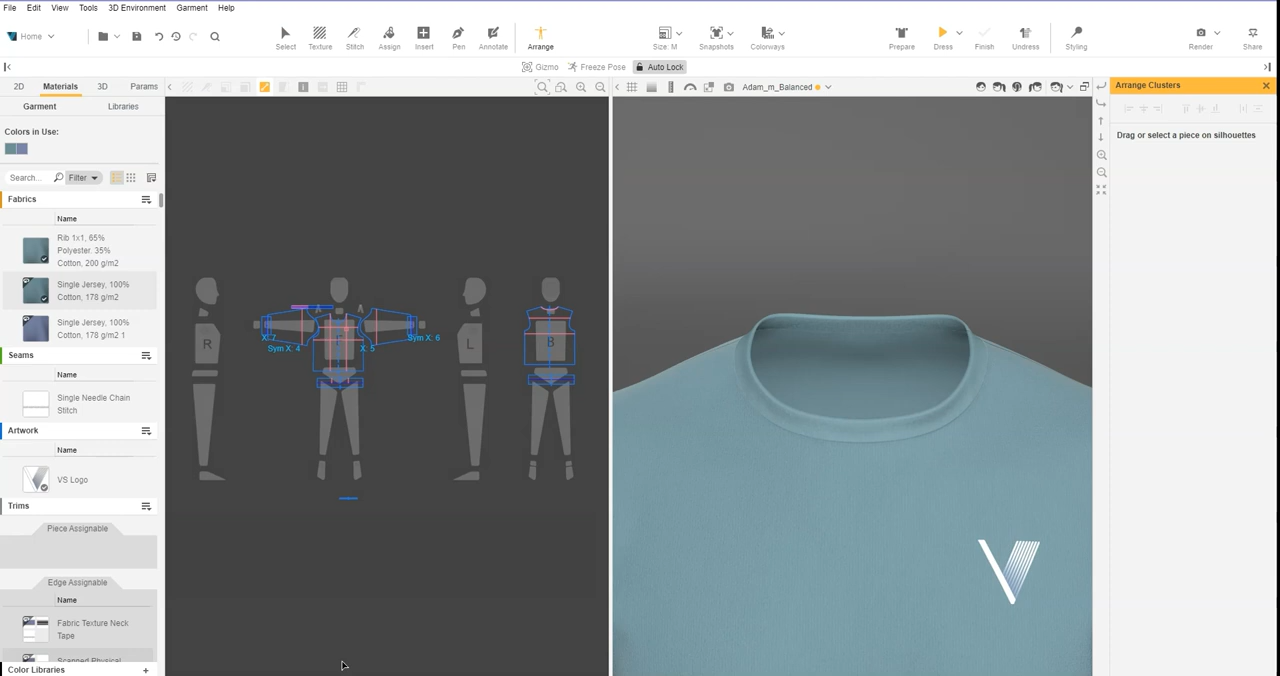 File Edit View Tools 3D Environment Garment Help
Home Select Texture Stitch Assign Insert Pen Annotate Arrange Size: M Snapshots Colorways Prepare Dress Finish Undress Styling Render Share
Gizmo Freeze Pose Auto Lock
2D Materials 3D Params Adam_m_Balanced Arrange Clusters
Garment Libraries
Colors in Use:
Drag or select a piece on silhouettes
Search... Filter
Fabrics
Name
Rib 1x1, 65%
Polyester. 35%
Cotton, 200 g/m2
Single Jersey, 100%
Cotton, 178 g/m2
Single Jersey, 100%
Cotton, 178 g/m2 1
Seams
Name
Single Needle Chain
Stitch
Artwork
Name
VS Logo
Trims
Piece Assignable
Edge Assignable
Name
Fabric Texture Neck
Tape
Scanned Physical
Color Libraries +
A A
R X: 7 Sym X: 4 F X: 5 Sym X: 6 L B